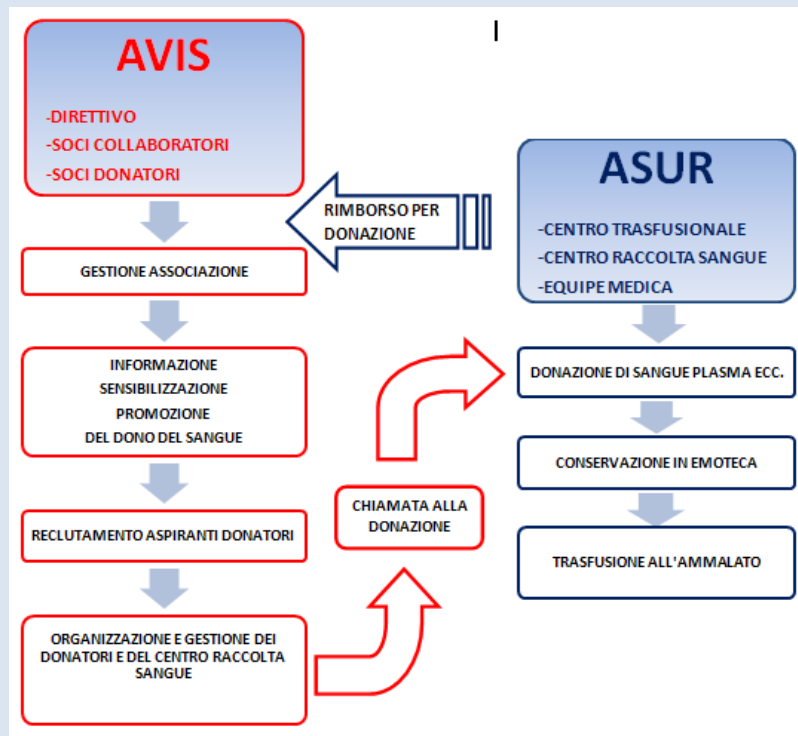 AVIS
-DIRETTIVO
-SOCI COLLABORATORI
-SOCI DONATORI
GESTIONE ASSOCIAZIONE
INFORMAZIONE
SENSIBILIZZAZIONE
PROMOZIONE
DEL DONO DEL SANGUE
RECLUTAMENTO ASPIRANTI DONATORI
ORGANIZZAZIONE E GESTIONE DEI
DONATORI E DEL CENTRO RACCOLTA
SANGUE
CHIAMATA ALLA
DONAZIONE
RIMBORSO PER
DONAZIONE
ASUR
-CENTRO TRASFUSIONALE
-CENTRO RACCOLTA SANGUE
-EQUIPE MEDICA
DONAZIONE DI SANGUE PLASMA ECC.
CONSERVAZIONE IN EMOTECA
TRASFUSIONE ALL'AMMALATO